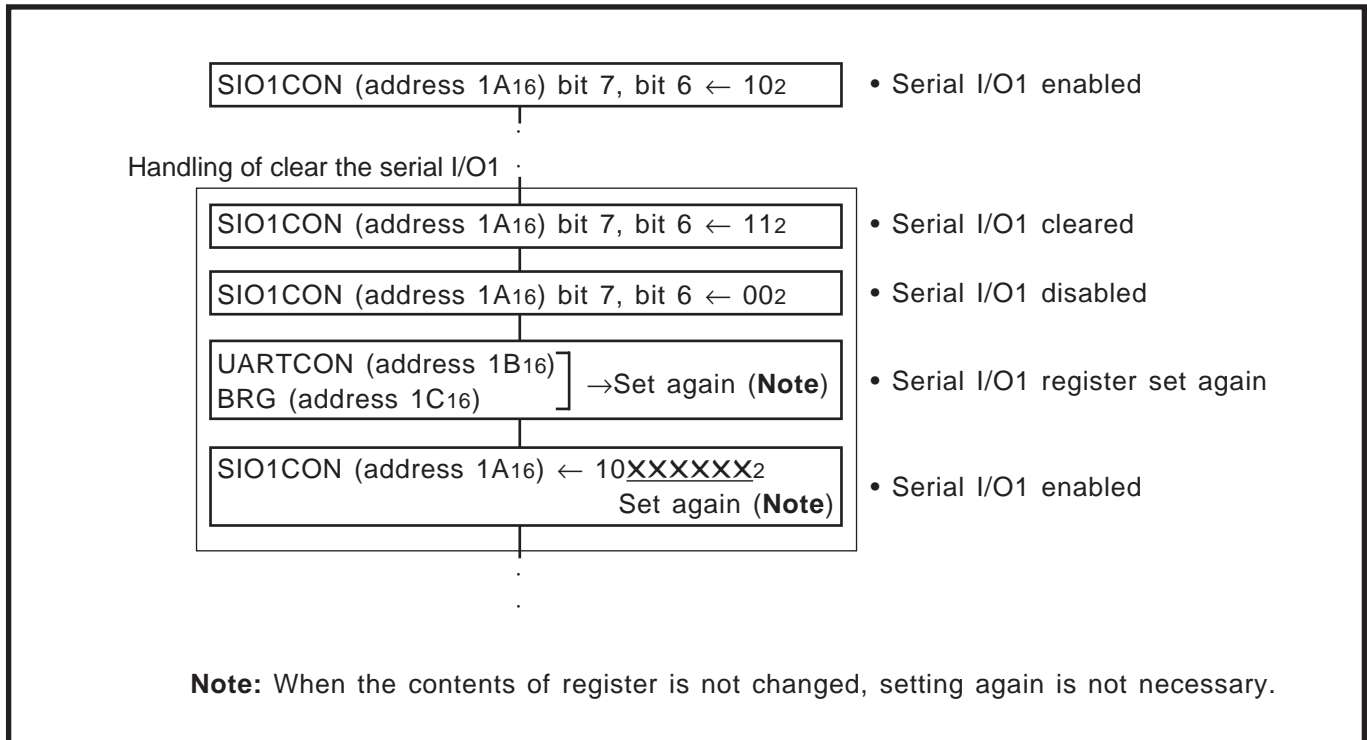 SIO1CON (address 1A16) bit 7, bit 6 ← 102 • Serial I/O1 enabled
Handling of clear the serial I/O1
SIO1CON (address 1A16) bit 7, bit 6 ← 112 • Serial I/O1 cleared
SIO1CON (address 1A16) bit 7, bit 6 ← 002 • Serial I/O1 disabled
UARTCON (address 1B16)
BRG (address 1C16)
→Set again (Note) • Serial I/O1 register set again
SIO1CON (address 1A16) ← 10XXXXXX2
Set again (Note)
• Serial I/O1 enabled
Note: When the contents of register is not changed, setting again is not necessary.